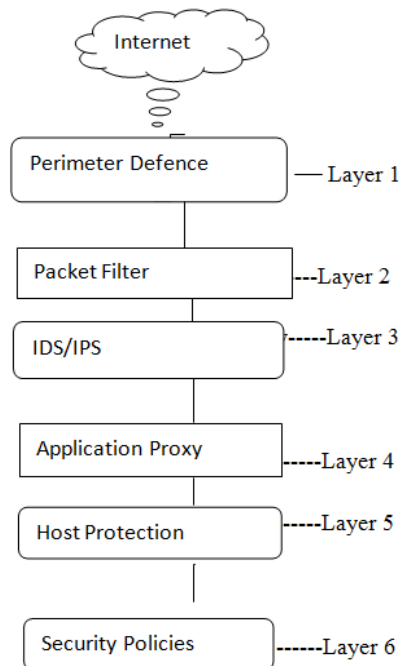 Internet
Perimeter Defence
Layer 1
Packet Filter
Layer 2
IDS/IPS
Layer 3
Application Proxy
Layer 4
Host Protection
Layer 5
Security Policies
Layer 6